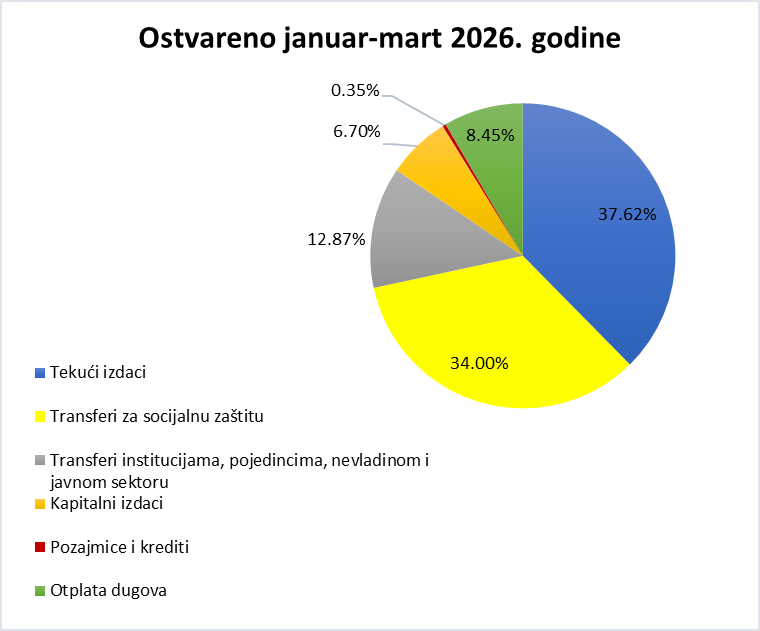 Ostvareno januar-mart 2026. godine
0.35%
6.70%
8.45%
37.62%
12.87%
34.00%
Tekući izdaci
Transferi za socijalnu zaštitu
Transferi institucijama, pojedincima, nevladinom i
javnom sektoru
Kapitalni izdaci
Pozajmice i krediti
Otplata dugova